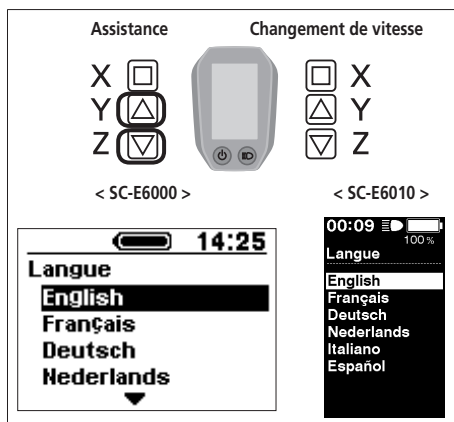 Assistance Changement de vitesse
X X
Y Y
Z Z
< SC-E6000 > < SC-E6010 >
14:25
Langue
English
Français
Deutsch
Nederlands
00:09
100 %
Langue
English
Français
Deutsch
Nederlands
Italiano
Español